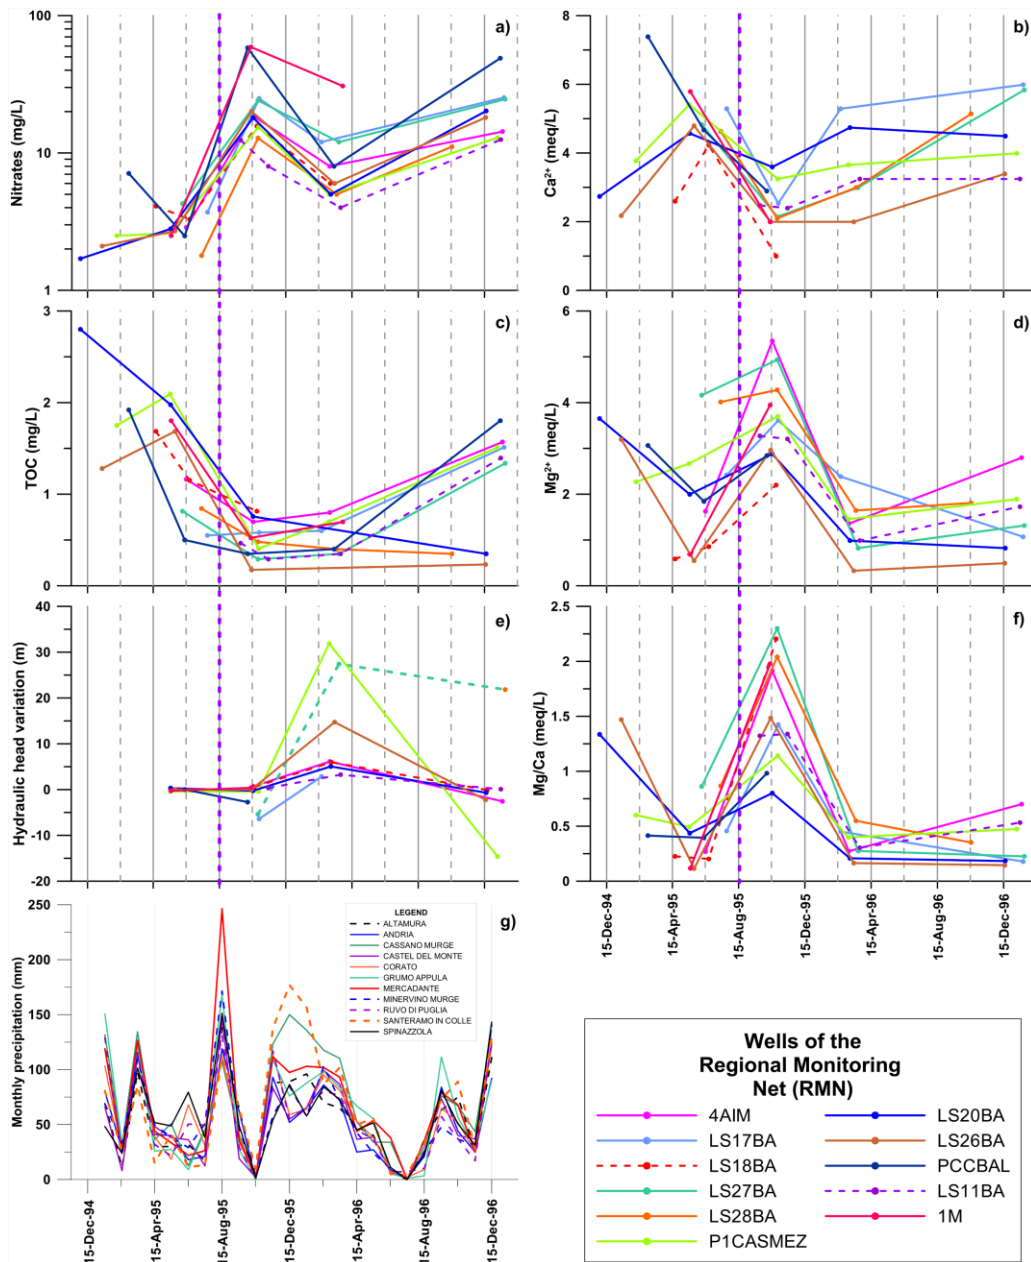 a)
Nitrates (mg/L)
100
10
1
b)
Ca²⁺ (meq/L)
8
6
4
2
0
c)
TOC (mg/L)
3
2
1
0
d)
Mg²⁺ (meq/L)
6
4
2
0
e)
Hydraulic head variation (m)
40
30
20
10
0
-10
-20
f)
Mg/Ca (meq/L)
2.5
2
1.5
1
0.5
0
15-Dec-94
15-Apr-95
15-Aug-95
15-Dec-95
15-Apr-96
15-Aug-96
15-Dec-96
g)
Monthly precipitation (mm)
250
200
150
100
50
0
15-Dec-94
15-Apr-95
15-Aug-95
15-Dec-95
15-Apr-96
15-Aug-96
15-Dec-96
LEGEND
ALTAMURA
ANDRIA
CASSANO MURGE
CASTEL DEL MONTE
CORATO
GRUMO APPULA
MERCADANTE
MINERVINO MURGE
RUVO DI PUGLIA
SANTERAMO IN COLLE
SPINAZZOLA
Wells of the
Regional Monitoring
Net (RMN)
4AIM
LS17BA
LS18BA
LS27BA
LS28BA
P1CASMEZ
LS20BA
LS26BA
PCCBAL
LS11BA
1M